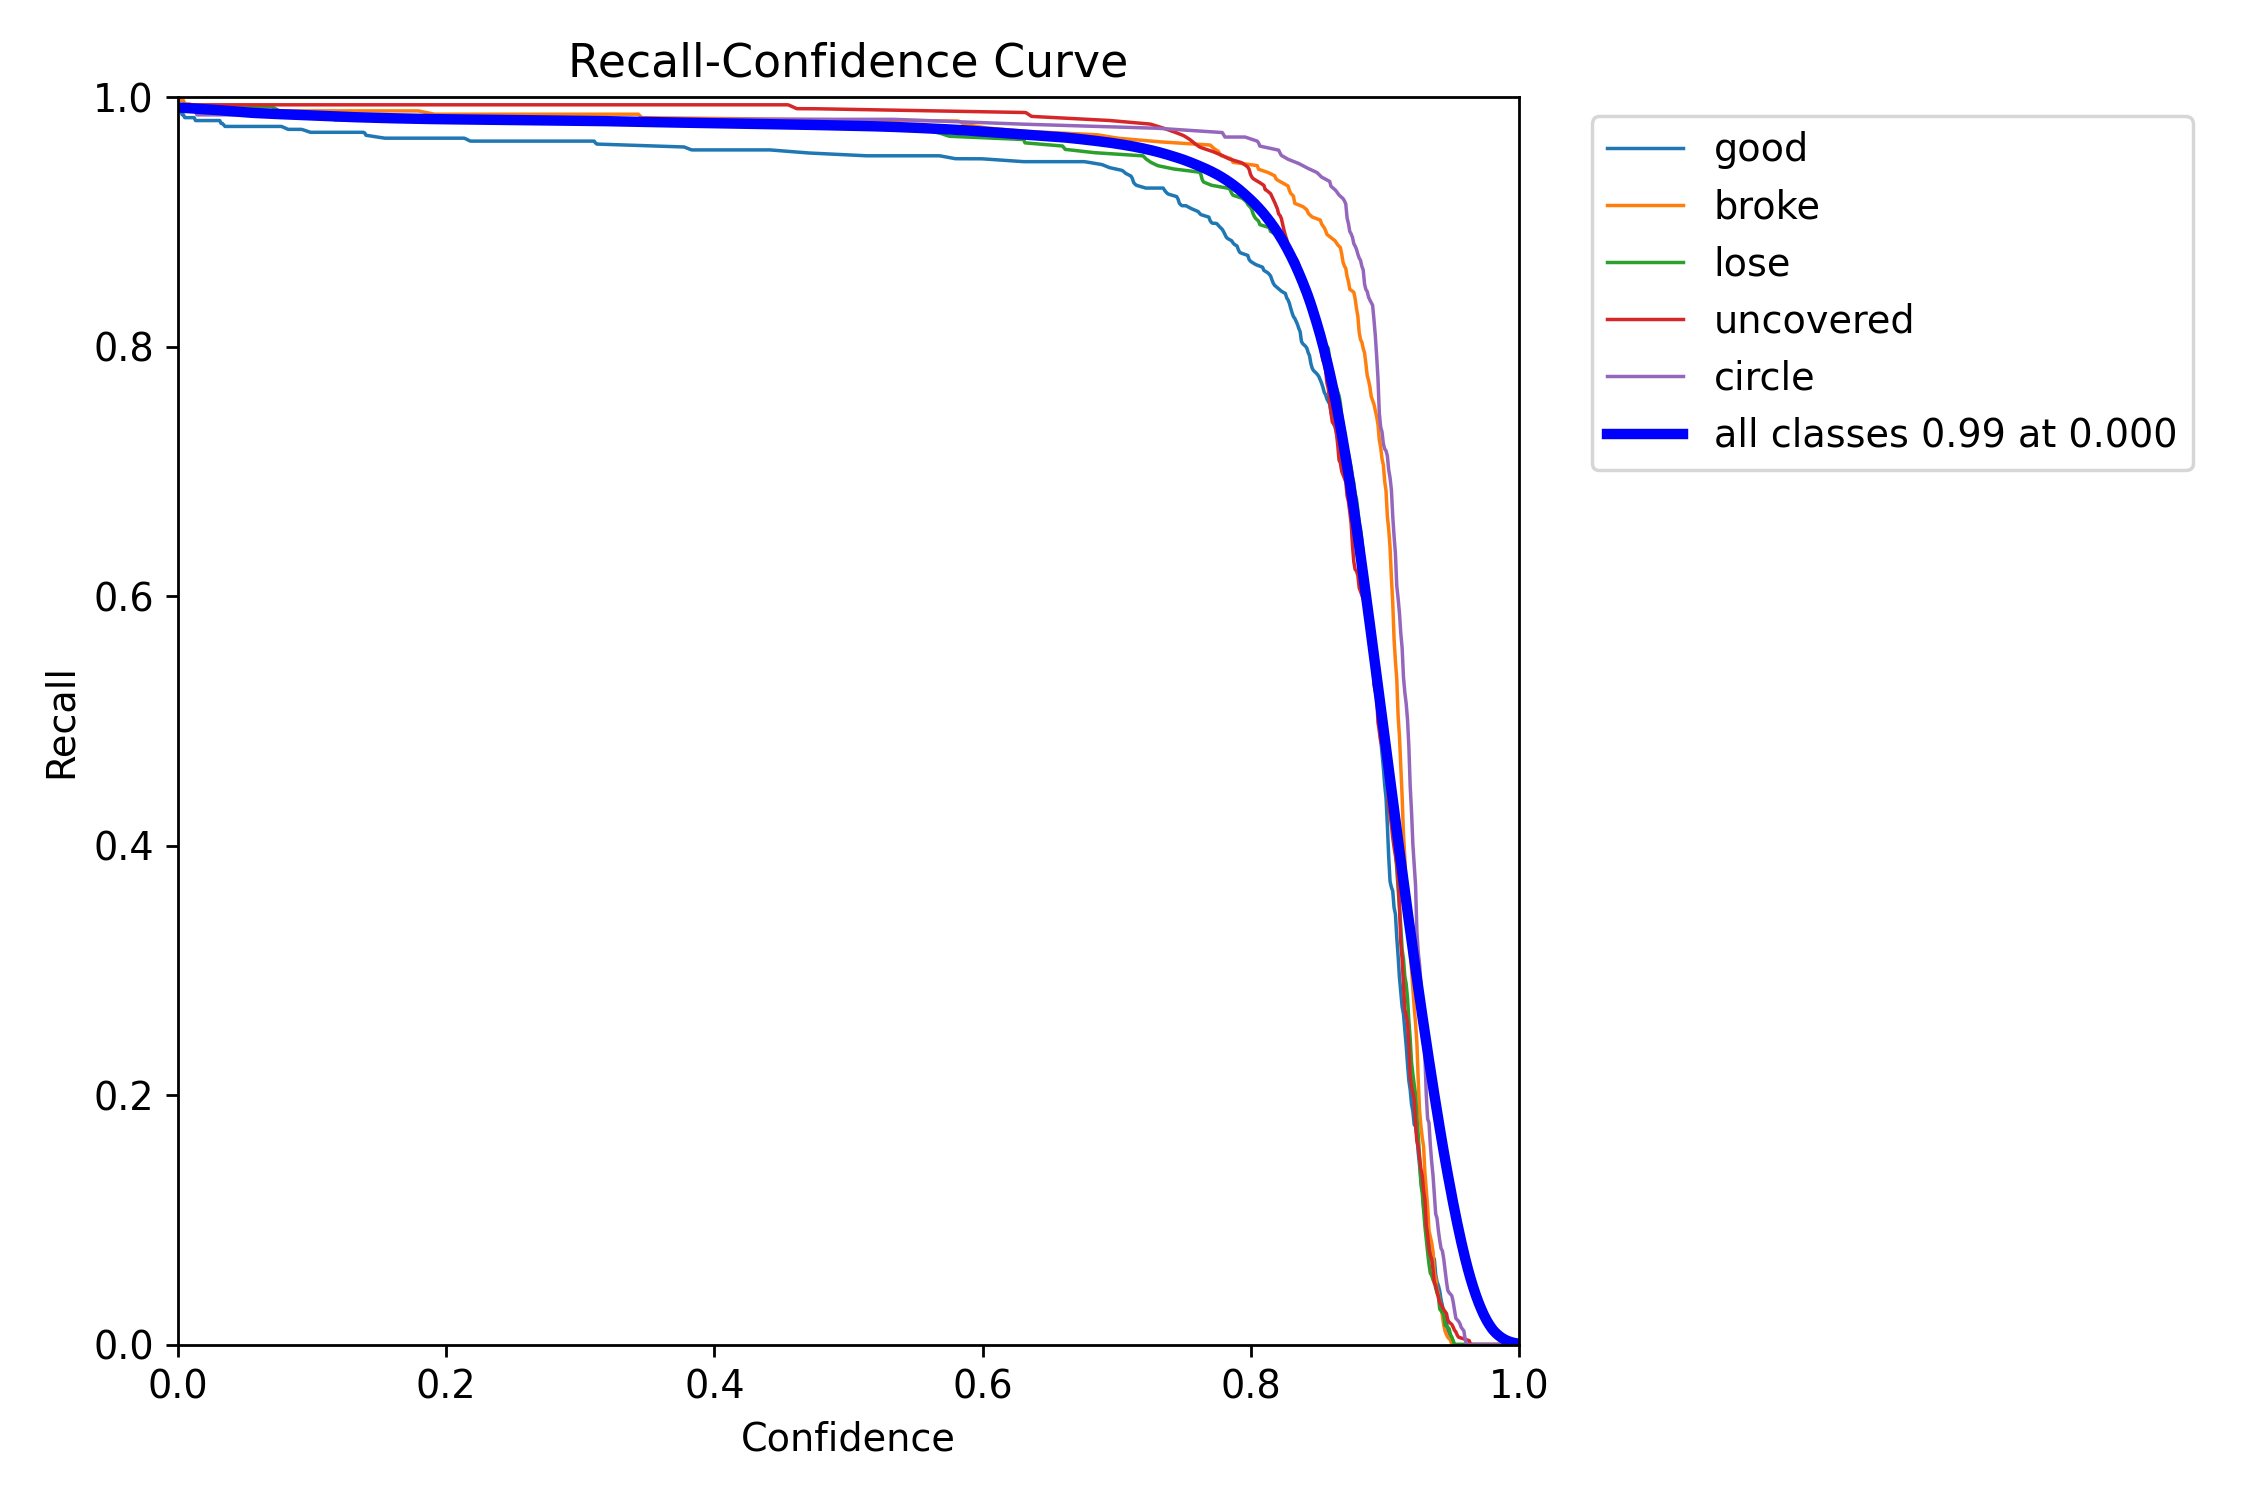 Recall-Confidence Curve
1.0
0.8
0.6
0.4
0.2
0.0
Recall
0.0 0.2 0.4 0.6 0.8 1.0
Confidence
good
broke
lose
uncovered
circle
all classes 0.99 at 0.000